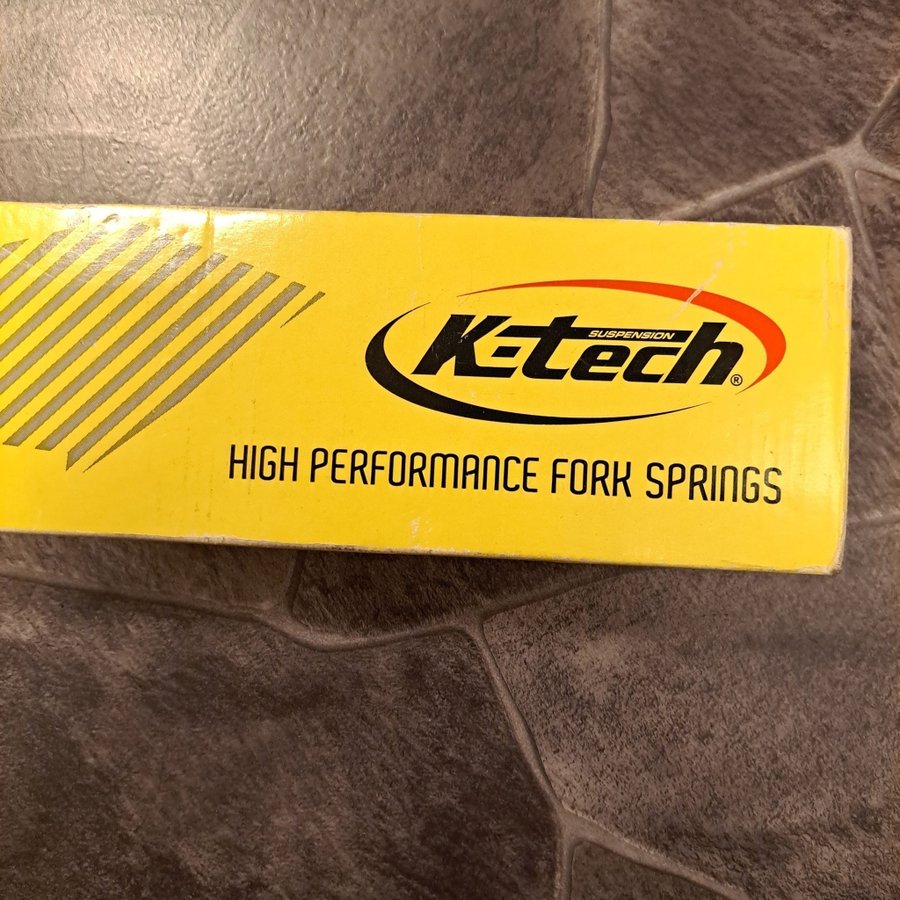 SUSPENSION
K-tech®
HIGH PERFORMANCE FORK SPRINGS